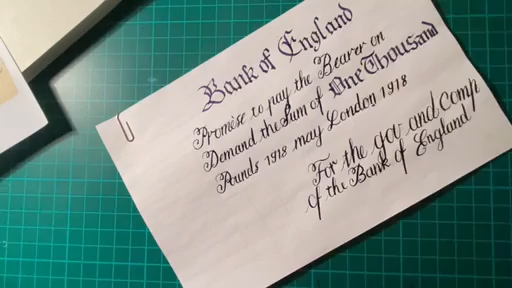 Bank of England
Promise to pay the Bearer on
Demand the Sum of One Thousand
Pounds 1918 may London 1918
For the gov and comp
of the Bank of England